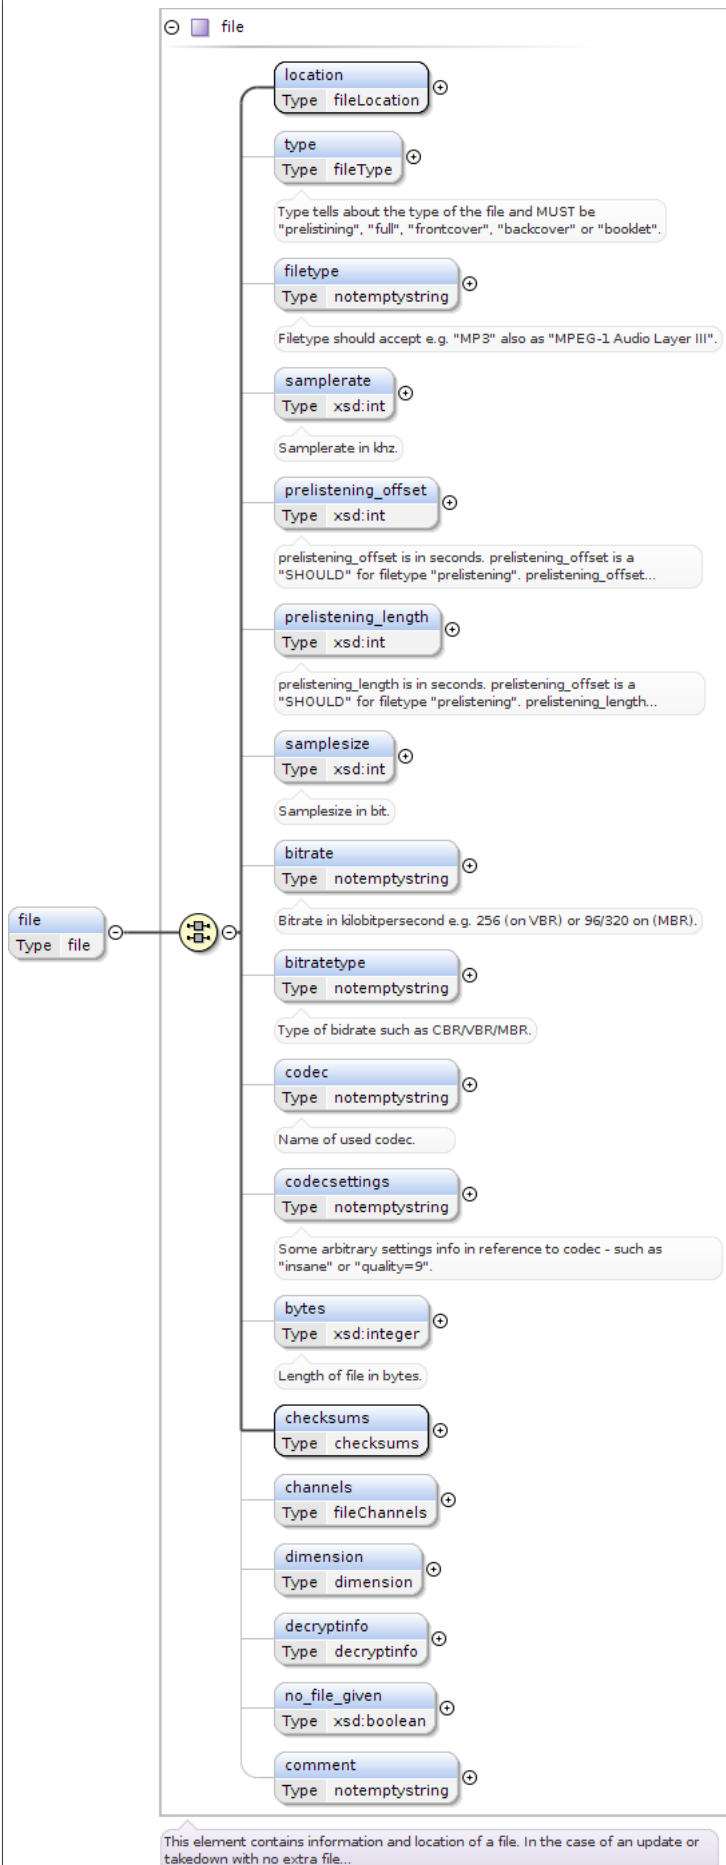 file
location
Type fileLocation
type
Type fileType
Type tells about the type of the file and MUST be
"prelistining", "full", "frontcover", "backcover" or "booklet".
filetype
Type notemptystring
Filetype should accept e.g. "MP3" also as "MPEG-1 Audio Layer III".
samplerate
Type xsd:int
Samplerate in khz.
prelistening_offset
Type xsd:int
prelistening_offset is in seconds. prelistening_offset is a
"SHOULD" for filetype "prelistening". prelistening_offset...
prelistening_length
Type xsd:int
prelistening_length is in seconds. prelistening_offset is a
"SHOULD" for filetype "prelistening". prelistening_length...
samplesize
Type xsd:int
Samplesize in bit.
bitrate
Type notemptystring
Bitrate in kilobitpersecond e.g. 256 (on VBR) or 96/320 on (MBR).
file
Type file
bitratetype
Type notemptystring
Type of bidrate such as CBR/VBR/MBR.
codec
Type notemptystring
Name of used codec.
codecsettings
Type notemptystring
Some arbitrary settings info in reference to codec - such as
"insane" or "quality=9".
bytes
Type xsd:integer
Length of file in bytes.
checksums
Type checksums
channels
Type fileChannels
dimension
Type dimension
decryptinfo
Type decryptinfo
no_file_given
Type xsd:boolean
comment
Type notemptystring
This element contains information and location of a file. In the case of an update or
takedown with no extra file...